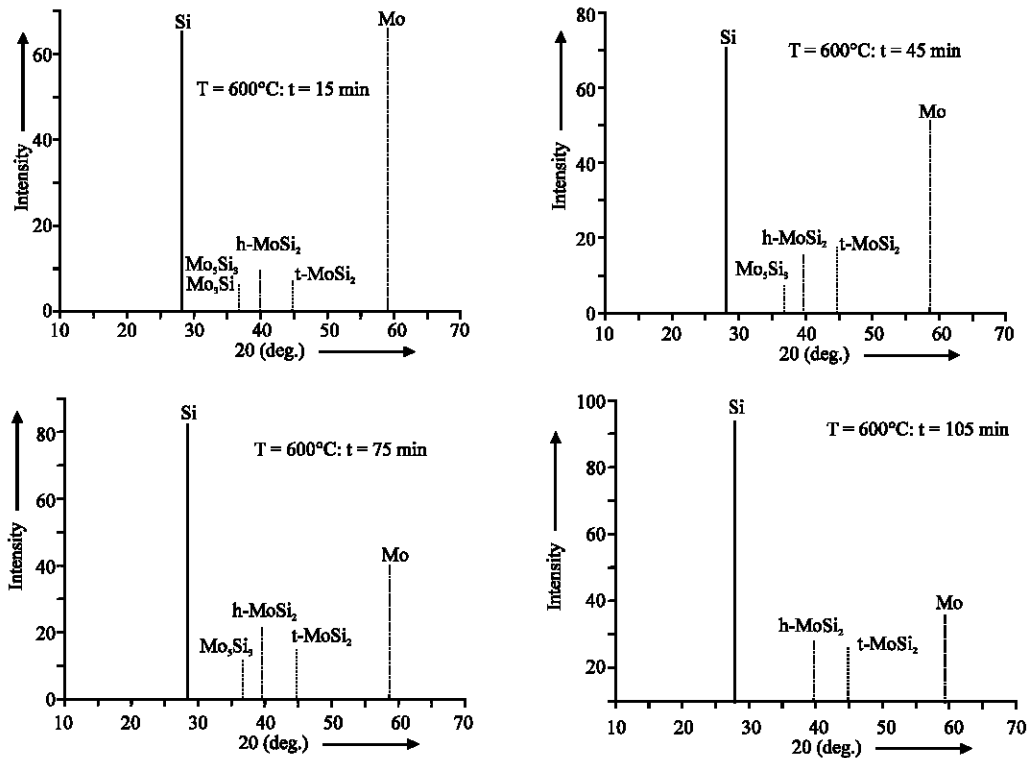 Si
Mo
T = 600°C: t = 15 min
h-MoSi₂
Mo₅Si₃
Mo₃Si
t-MoSi₂
Intensity
60
40
20
0
10 30 40 50 60 70
20 (deg.)
Si
T = 600°C: t = 45 min
Mo
h-MoSi₂
t-MoSi₂
Mo₅Si₃
Intensity
80
60
40
20
0
10 20 30 40 50 60 70
20 (deg.)
Si
T = 600°C: t = 75 min
Mo
h-MoSi₂
Mo₅Si₃
t-MoSi₂
Intensity
80
60
40
20
0
10 20 30 40 50 60 70
20 (deg.)
Si
T = 600°C: t = 105 min
Mo
h-MoSi₂
t-MoSi₂
Intensity
100
80
60
40
20
10 20 30 40 50 60 70
20 (deg.)